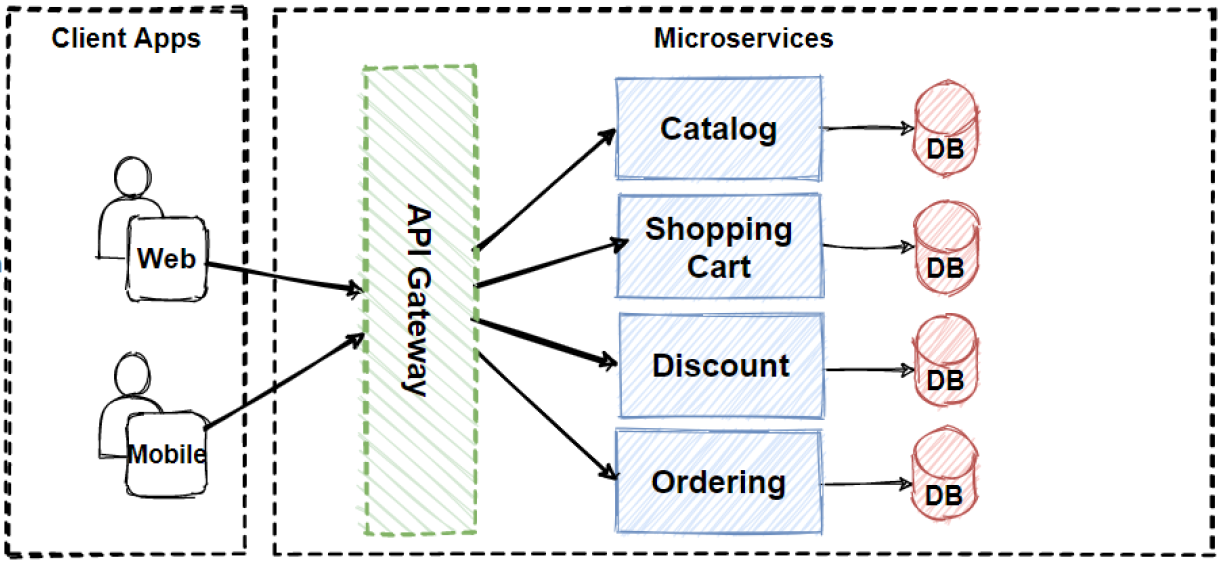 Client Apps
Microservices
Web
Mobile
API Gateway
Catalog
DB
Shopping
Cart
DB
Discount
DB
Ordering
DB